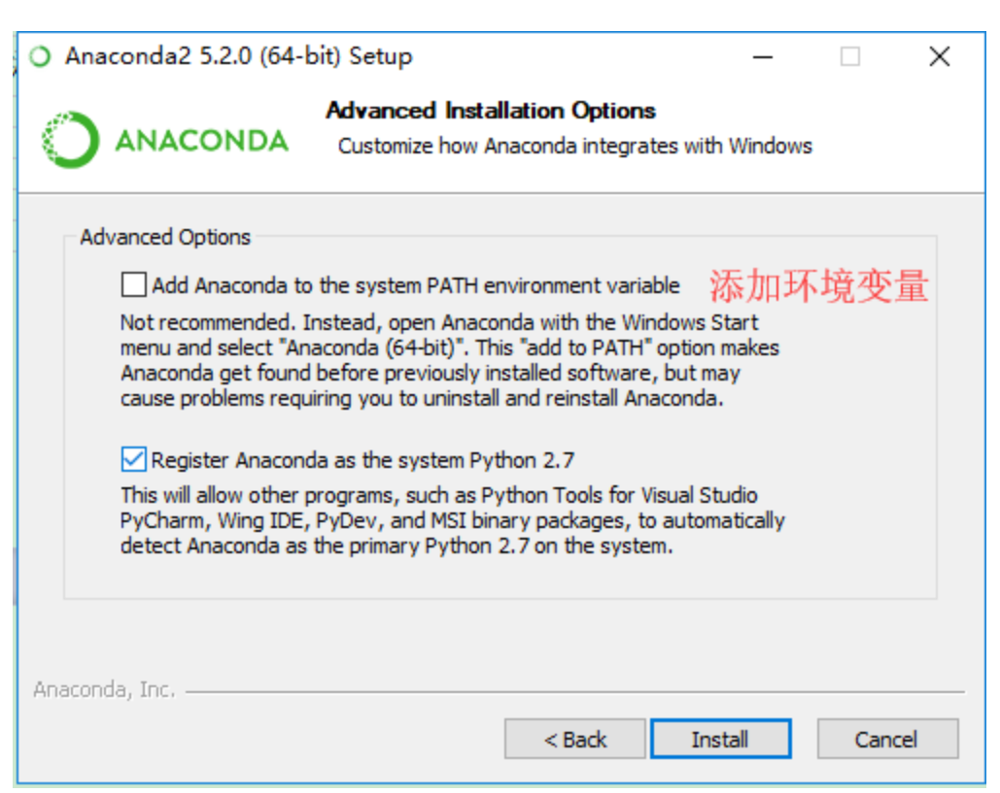 Anaconda2 5.2.0 (64-bit) Setup
ANACONDA
Advanced Installation Options
Customize how Anaconda integrates with Windows
Advanced Options
Add Anaconda to the system PATH environment variable
添加环境变量
Not recommended. Instead, open Anaconda with the Windows Start
menu and select "Anaconda (64-bit)". This "add to PATH" option makes
Anaconda get found before previously installed software, but may
cause problems requiring you to uninstall and reinstall Anaconda.
Register Anaconda as the system Python 2.7
This will allow other programs, such as Python Tools for Visual Studio
PyCharm, Wing IDE, PyDev, and MSI binary packages, to automatically
detect Anaconda as the primary Python 2.7 on the system.
Anaconda, Inc.
< Back
Install
Cancel